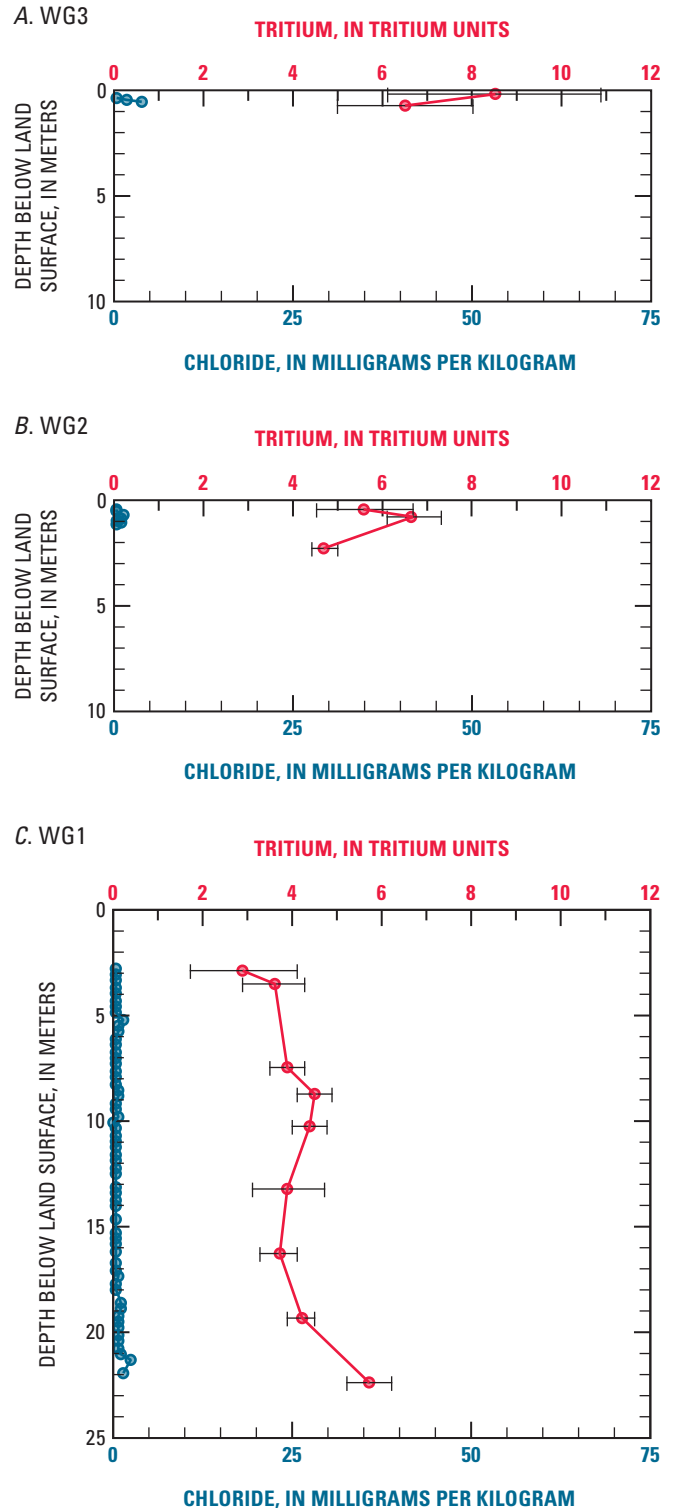 A. WG3
TRITIUM, IN TRITIUM UNITS
0 2 4 6 8 10 12
DEPTH BELOW LAND
SURFACE, IN METERS
0
5
10
0 25 50 75
CHLORIDE, IN MILLIGRAMS PER KILOGRAM
B. WG2
TRITIUM, IN TRITIUM UNITS
0 2 4 6 8 10 12
DEPTH BELOW LAND
SURFACE, IN METERS
0
5
10
0 25 50 75
CHLORIDE, IN MILLIGRAMS PER KILOGRAM
C. WG1
TRITIUM, IN TRITIUM UNITS
0 2 4 6 8 10 12
DEPTH BELOW LAND SURFACE, IN METERS
0
5
10
15
20
25
0 25 50 75
CHLORIDE, IN MILLIGRAMS PER KILOGRAM